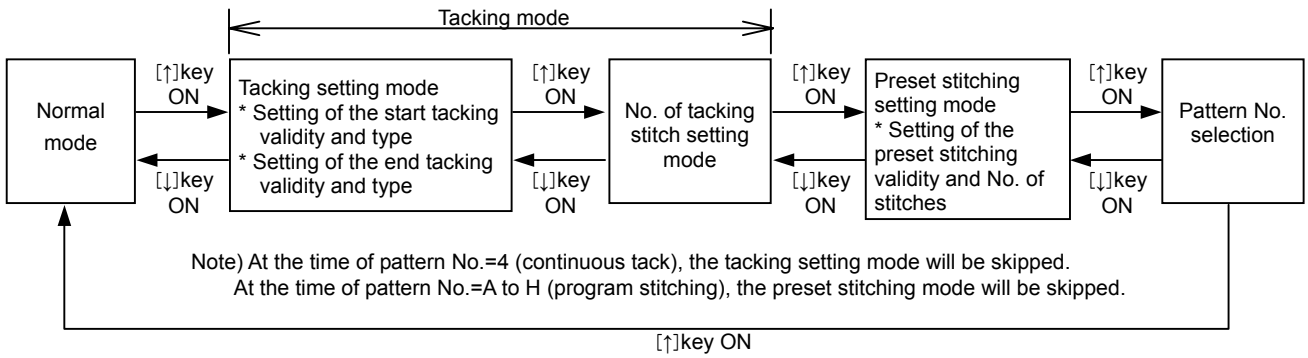 Tacking mode
Normal
mode
[↑]key
ON
[↓]key
ON
Tacking setting mode
* Setting of the start tacking
validity and type
* Setting of the end tacking
validity and type
[↑]key
ON
[↓]key
ON
No. of tacking
stitch setting
mode
[↑]key
ON
[↓]key
ON
Preset stitching
setting mode
* Setting of the
preset stitching
validity and No. of
stitches
[↑]key
ON
[↓]key
ON
Pattern No.
selection
Note) At the time of pattern No.=4 (continuous tack), the tacking setting mode will be skipped.
At the time of pattern No.=A to H (program stitching), the preset stitching mode will be skipped.
[↑]key ON